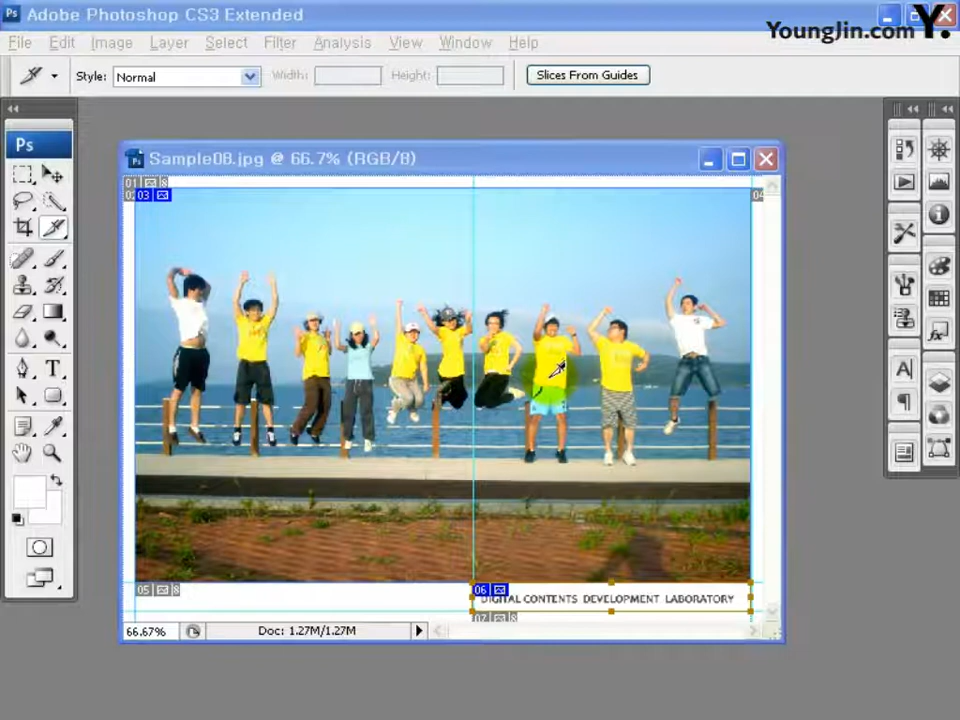 Adobe Photoshop CS3 Extended
YoungJin.com Y.
File Edit Image Layer Select Filter Analysis View Window Help
Style: Normal Width: Height: Slices From Guides
Ps
Sample08.jpg @ 66.7% (RGB/8)
01
03
04
05
06
DIGITAL CONTENTS DEVELOPMENT LABORATORY
07
66.67% Doc: 1.27M/1.27M